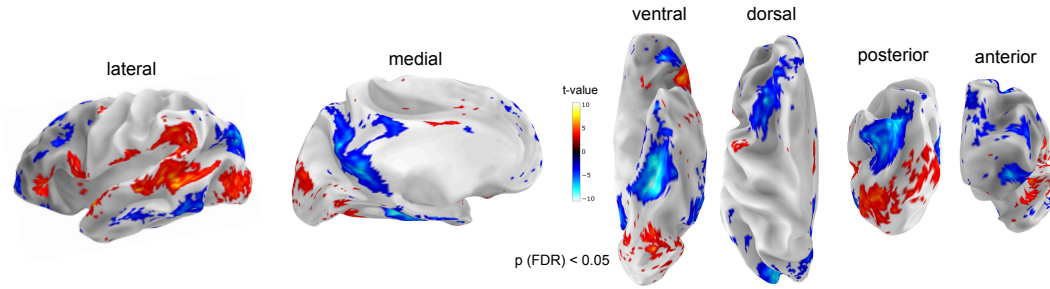 lateral
medial
ventral
dorsal
posterior
anterior
t-value
10
5
0
−5
−10
p (FDR) < 0.05